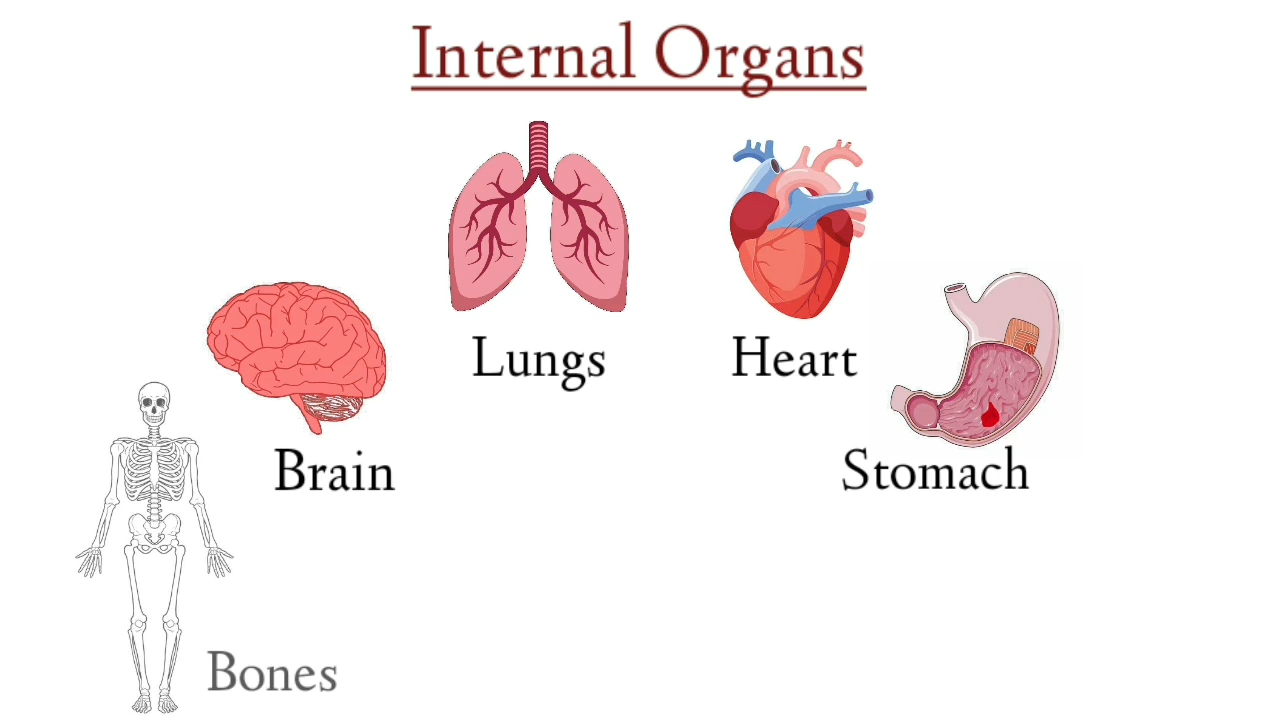 Internal Organs
Lungs
Heart
Brain
Stomach
Bones